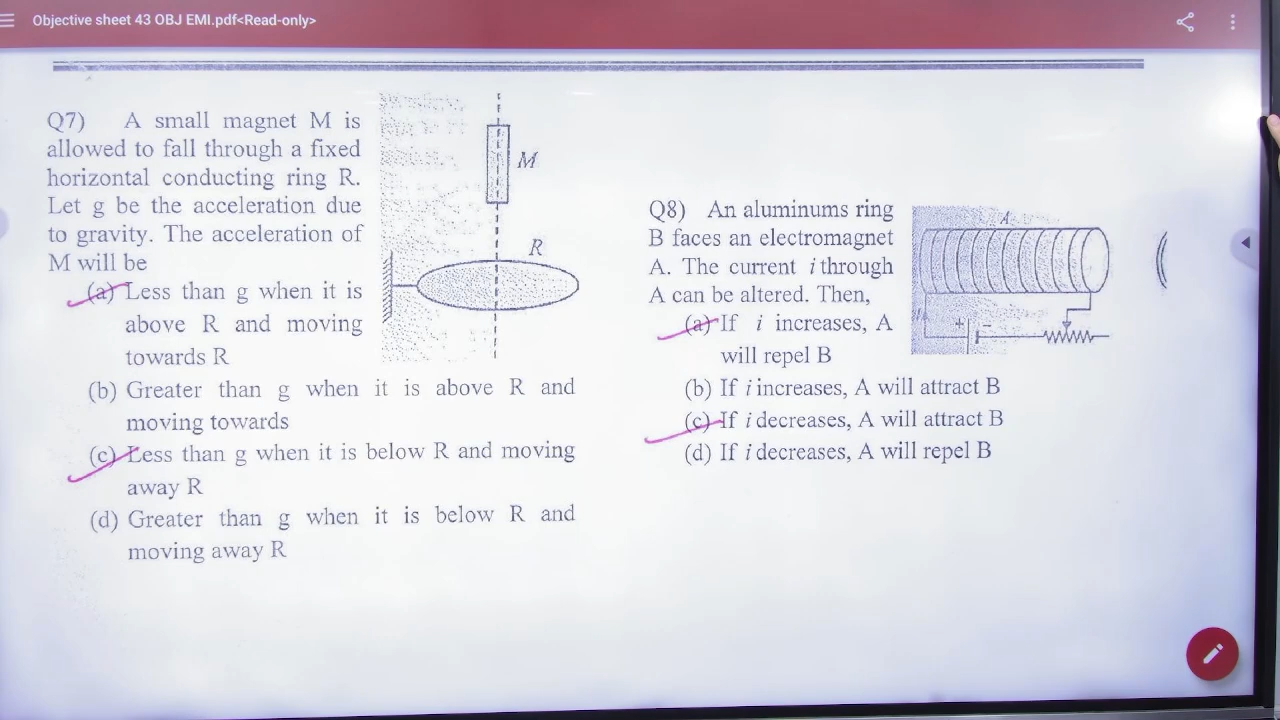 Objective sheet 43 OBJ EMI.pdf<Read-only>
Q7) A small magnet M is
allowed to fall through a fixed
horizontal conducting ring R.
Let g be the acceleration due
to gravity. The acceleration of
M will be
(a) Less than g when it is
above R and moving
towards R
(b) Greater than g when it is above R and
moving towards
(c) Less than g when it is below R and moving
away R
(d) Greater than g when it is below R and
moving away R
M
R
Q8) An aluminums ring
B faces an electromagnet
A. The current i through
A can be altered. Then,
(a) If i increases, A
will repel B
(b) If i increases, A will attract B
(c) If i decreases, A will attract B
(d) If i decreases, A will repel B
A
+ −